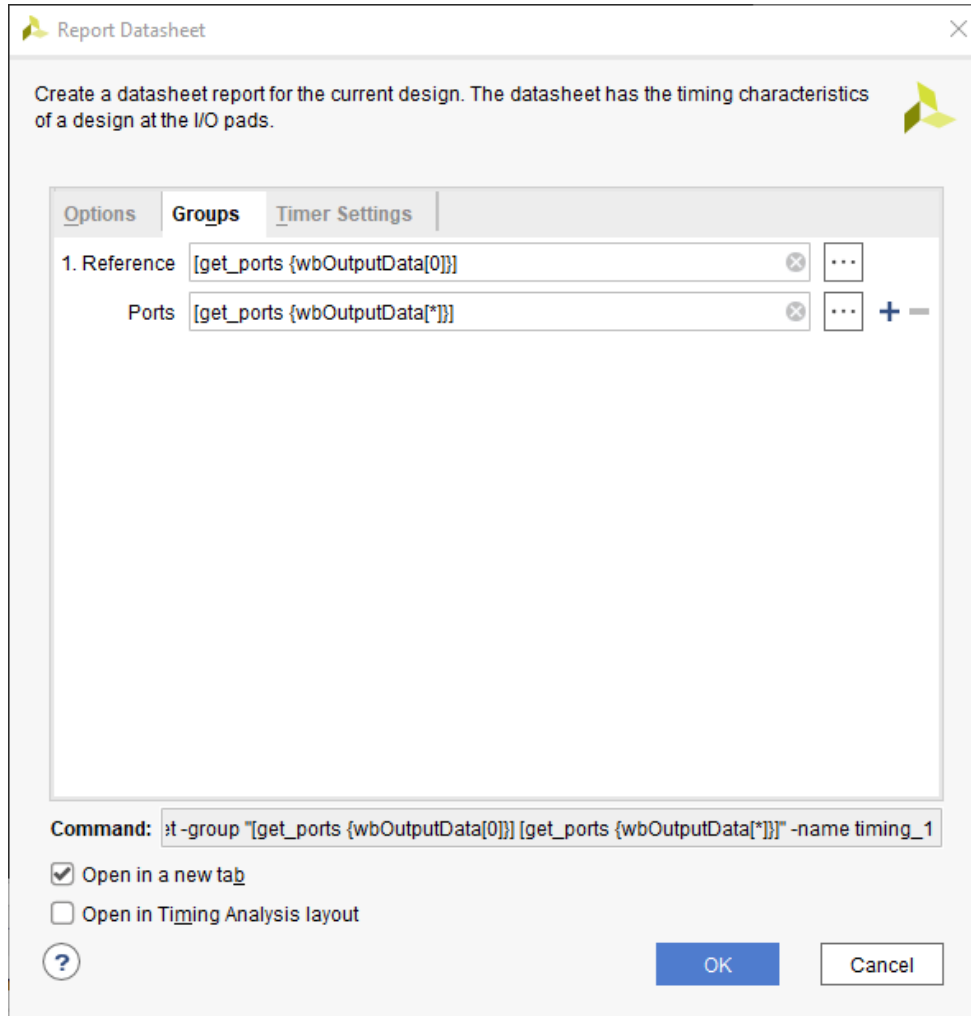 Report Datasheet
Create a datasheet report for the current design. The datasheet has the timing characteristics
of a design at the I/O pads.
Options Groups Timer Settings
1. Reference [get_ports {wbOutputData[0]}] ...
Ports [get_ports {wbOutputData[*]}] ...
Command: et -group "[get_ports {wbOutputData[0]}] [get_ports {wbOutputData[*]}]" -name timing_1
Open in a new tab
Open in Timing Analysis layout
? OK Cancel